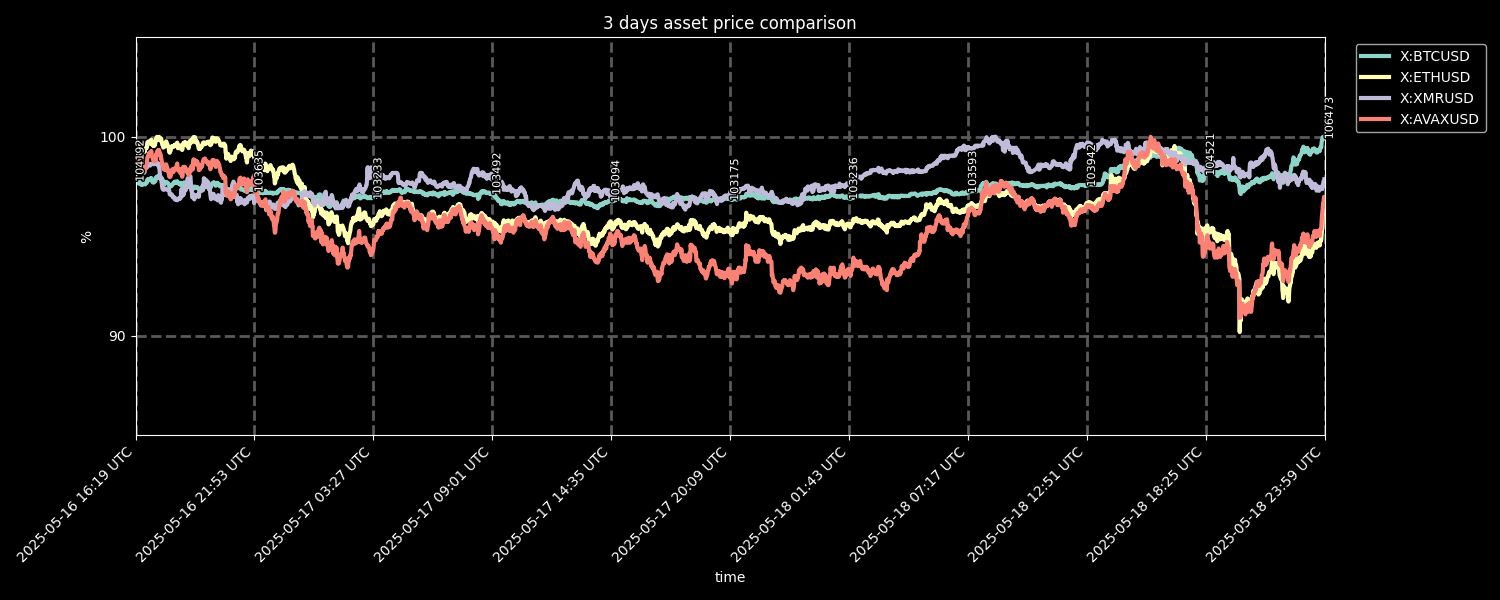 3 days asset price comparison
X:BTCUSD
X:ETHUSD
X:XMRUSD
X:AVAXUSD
100
90
%
104192
103635
103233
103492
103094
103175
103236
103593
103942
104521
106473
2025-05-16 16:19 UTC
2025-05-16 21:53 UTC
2025-05-17 03:27 UTC
2025-05-17 09:01 UTC
2025-05-17 14:35 UTC
2025-05-17 20:09 UTC
2025-05-18 01:43 UTC
2025-05-18 07:17 UTC
2025-05-18 12:51 UTC
2025-05-18 18:25 UTC
2025-05-18 23:59 UTC
time